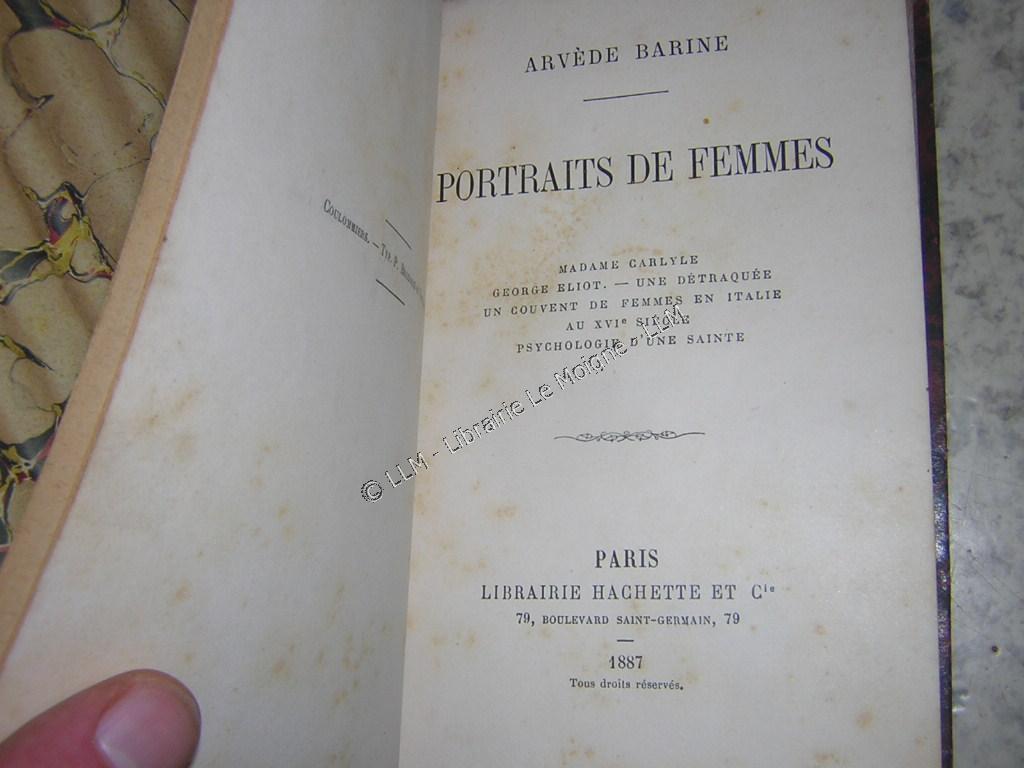 COULOMMIERS. — TYP. P.
ARVÈDE BARINE
PORTRAITS DE FEMMES
MADAME CARLYLE
GEORGE ELIOT. — UNE DÉTRAQUÉE
UN COUVENT DE FEMMES EN ITALIE
AU XVIe SIÈCLE
PSYCHOLOGIE D'UNE SAINTE
© LLM - Librairie Le Moigne - LLM
PARIS
LIBRAIRIE HACHETTE ET Cie
79, BOULEVARD SAINT-GERMAIN, 79
1887
Tous droits réservés.